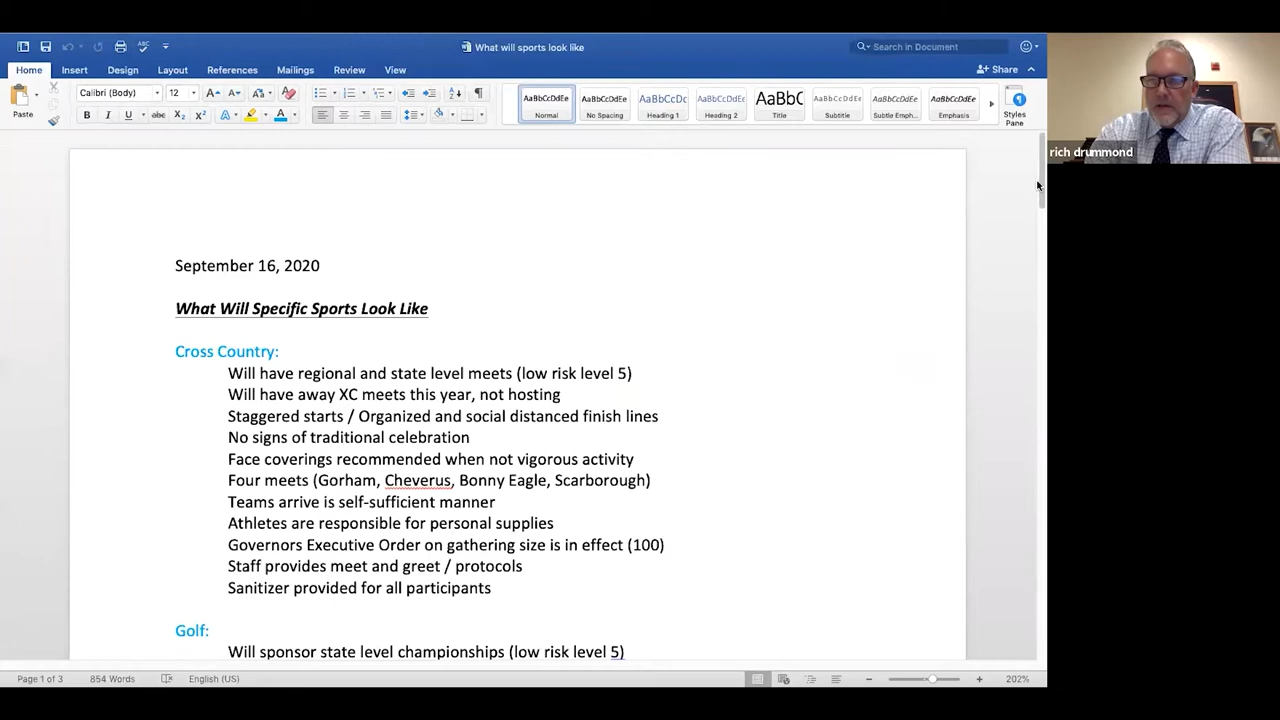 What will sports look like
Search in Document
Home Insert Design Layout References Mailings Review View
Share
Paste
Calibri (Body) 12
AaBbCcDdEe AaBbCcDdEe AaBbCcDc AaBbCcDdEe AaBbC AaBbCcDdEe AaBbCcDdEe AaBbCcDdEe
Normal No Spacing Heading 1 Heading 2 Title Subtitle Subtle Emph... Emphasis
Styles
Pane
rich drummond
September 16, 2020
What Will Specific Sports Look Like
Cross Country:
Will have regional and state level meets (low risk level 5)
Will have away XC meets this year, not hosting
Staggered starts / Organized and social distanced finish lines
No signs of traditional celebration
Face coverings recommended when not vigorous activity
Four meets (Gorham, Cheverus, Bonny Eagle, Scarborough)
Teams arrive is self-sufficient manner
Athletes are responsible for personal supplies
Governors Executive Order on gathering size is in effect (100)
Staff provides meet and greet / protocols
Sanitizer provided for all participants
Golf:
Will sponsor state level championships (low risk level 5)
Page 1 of 3 854 Words English (US) 202%